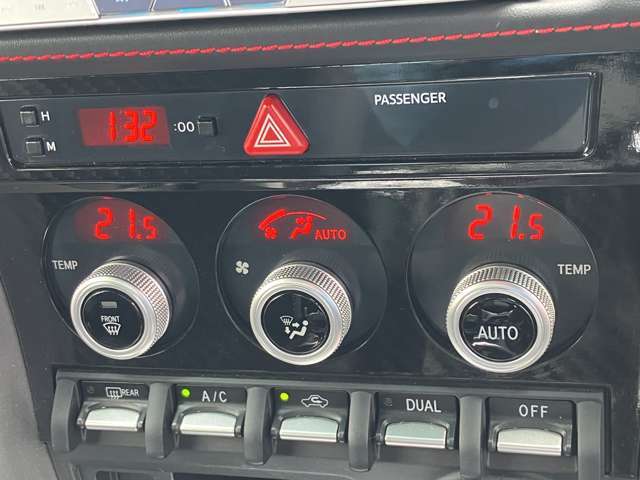 H
M
1:32
:00
PASSENGER
21.5
AUTO
21.5
TEMP
TEMP
FRONT
AUTO
REAR
A/C
DUAL
OFF